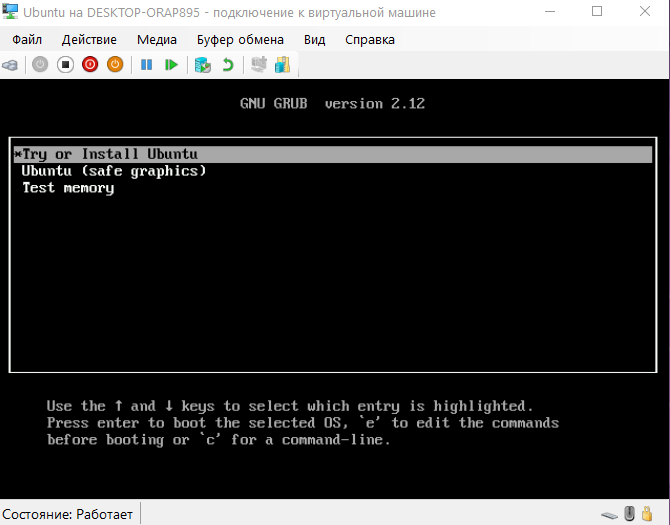 Ubuntu на DESKTOP-ORAP895 - подключение к виртуальной машине
Файл Действие Медиа Буфер обмена Вид Справка
GNU GRUB version 2.12
*Try or Install Ubuntu
Ubuntu (safe graphics)
Test memory
Use the ↑ and ↓ keys to select which entry is highlighted.
Press enter to boot the selected OS, `e' to edit the commands
before booting or `c' for a command-line.
Состояние: Работает